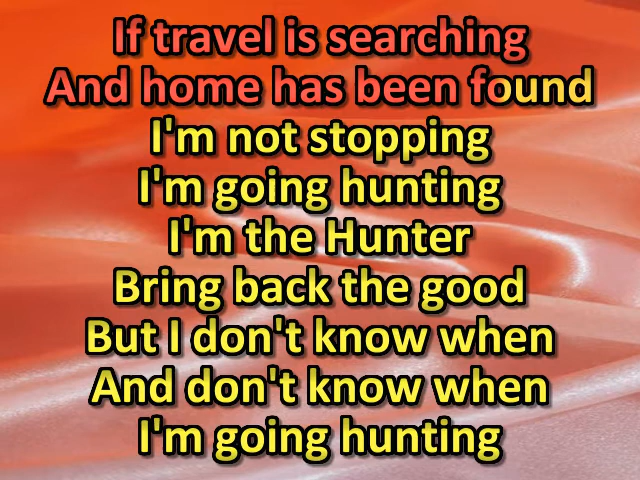 If travel is searching
And home has been found
I'm not stopping
I'm going hunting
I'm the Hunter
Bring back the good
But I don't know when
And don't know when
I'm going hunting